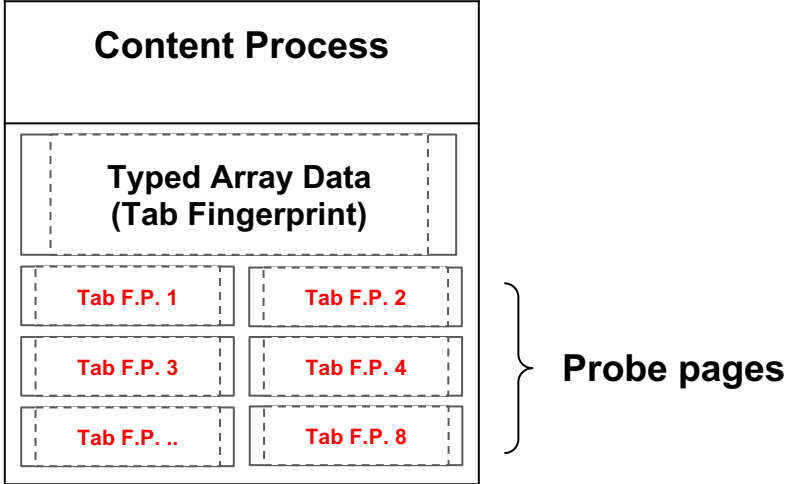 Content Process
Typed Array Data
(Tab Fingerprint)
Tab F.P. 1
Tab F.P. 2
Tab F.P. 3
Tab F.P. 4
Tab F.P. ..
Tab F.P. 8
Probe pages